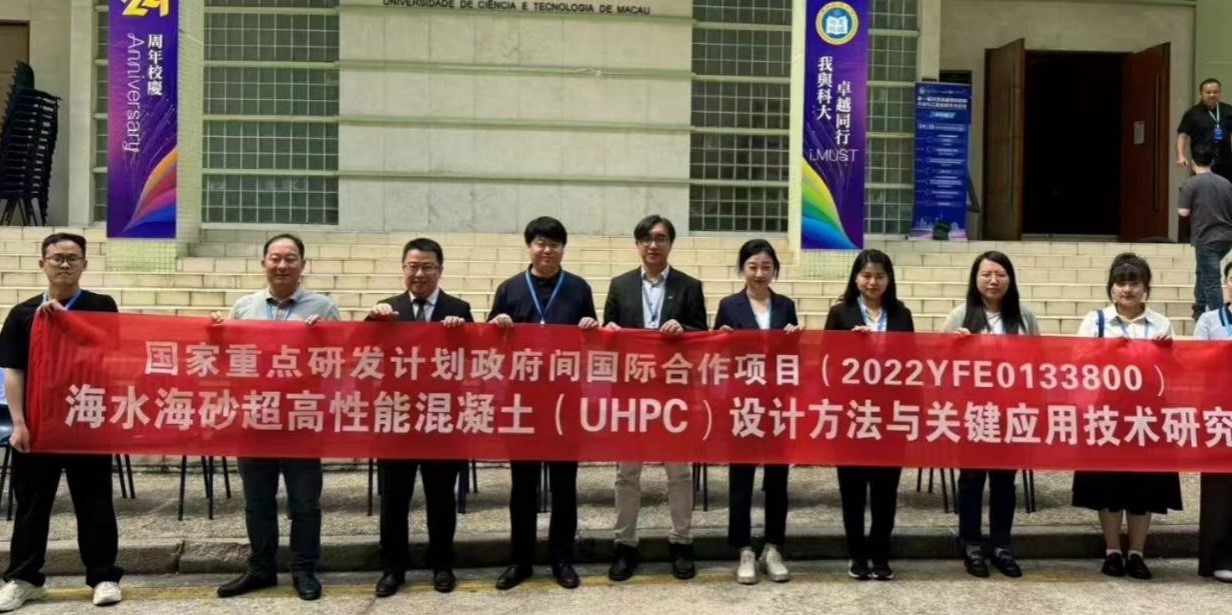 UNIVERSIDADE DE CIÊNCIA E TECNOLOGIA DE MACAU
24
周年校慶
Anniversary
我與科大
卓越同行
i.MUST
国家重点研发计划政府间国际合作项目（2022YFE0133800）
海水海砂超高性能混凝土（UHPC）设计方法与关键应用技术研究